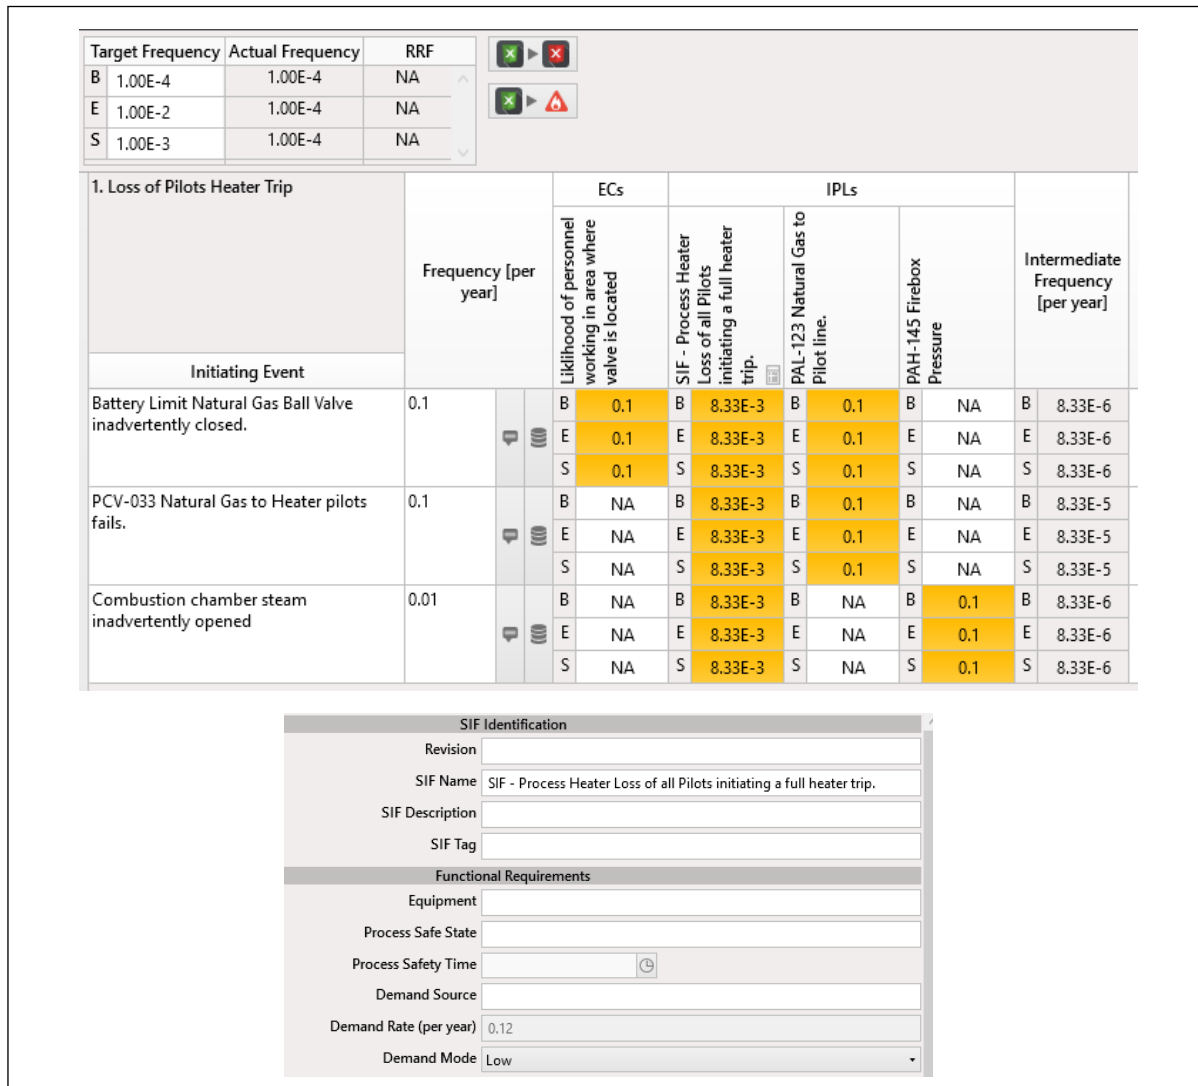 Target Frequency Actual Frequency RRF
B 1.00E-4 1.00E-4 NA
E 1.00E-2 1.00E-4 NA
S 1.00E-3 1.00E-4 NA
1. Loss of Pilots Heater Trip
Initiating Event
Frequency [per
year]
ECs
IPLs
Liklihood of personnel
working in area where
valve is located
SIF - Process Heater
Loss of all Pilots
initiating a full heater
trip.
PAL-123 Natural Gas to
Pilot line.
PAH-145 Firebox
Pressure
Intermediate
Frequency
[per year]
Battery Limit Natural Gas Ball Valve
inadvertently closed.
0.1
B 0.1 B 8.33E-3 B 0.1 B NA B 8.33E-6
E 0.1 E 8.33E-3 E 0.1 E NA E 8.33E-6
S 0.1 S 8.33E-3 S 0.1 S NA S 8.33E-6
PCV-033 Natural Gas to Heater pilots
fails.
0.1
B NA B 8.33E-3 B 0.1 B NA B 8.33E-5
E NA E 8.33E-3 E 0.1 E NA E 8.33E-5
S NA S 8.33E-3 S 0.1 S NA S 8.33E-5
Combustion chamber steam
inadvertently opened
0.01
B NA B 8.33E-3 B NA B 0.1 B 8.33E-6
E NA E 8.33E-3 E NA E 0.1 E 8.33E-6
S NA S 8.33E-3 S NA S 0.1 S 8.33E-6
SIF Identification
Revision
SIF Name SIF - Process Heater Loss of all Pilots initiating a full heater trip.
SIF Description
SIF Tag
Functional Requirements
Equipment
Process Safe State
Process Safety Time
Demand Source
Demand Rate (per year) 0.12
Demand Mode Low